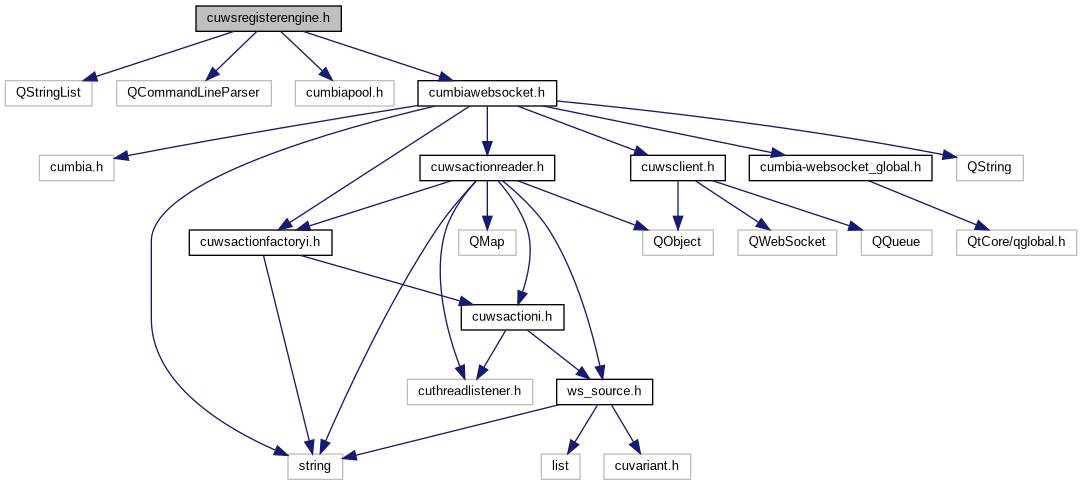 cuwsregisterengine.h
QStringList
QCommandLineParser
cumbiapool.h
cumbiawebsocket.h
cumbia.h
cuwsactionreader.h
cuwsclient.h
cumbia-websocket_global.h
QString
cuwsactionfactoryi.h
QMap
QObject
QWebSocket
QQueue
QtCore/qglobal.h
cuwsactioni.h
cuthreadlistener.h
ws_source.h
string
list
cuvariant.h